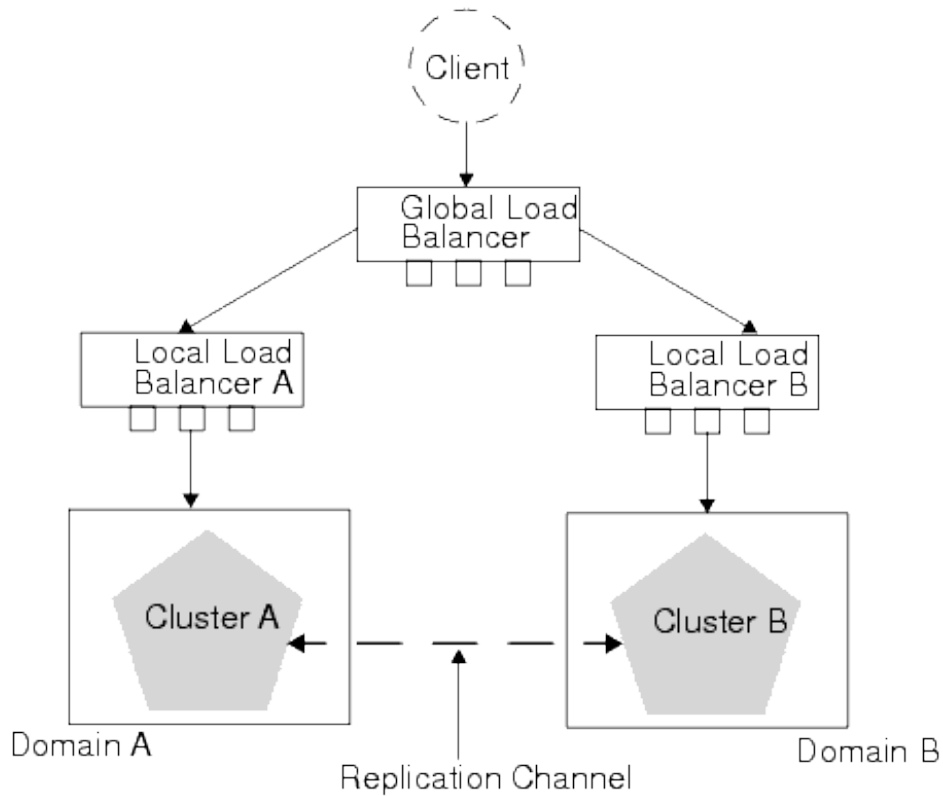 Client
Global Load
Balancer
Local Load
Balancer A
Local Load
Balancer B
Cluster A
Cluster B
Domain A
Domain B
Replication Channel